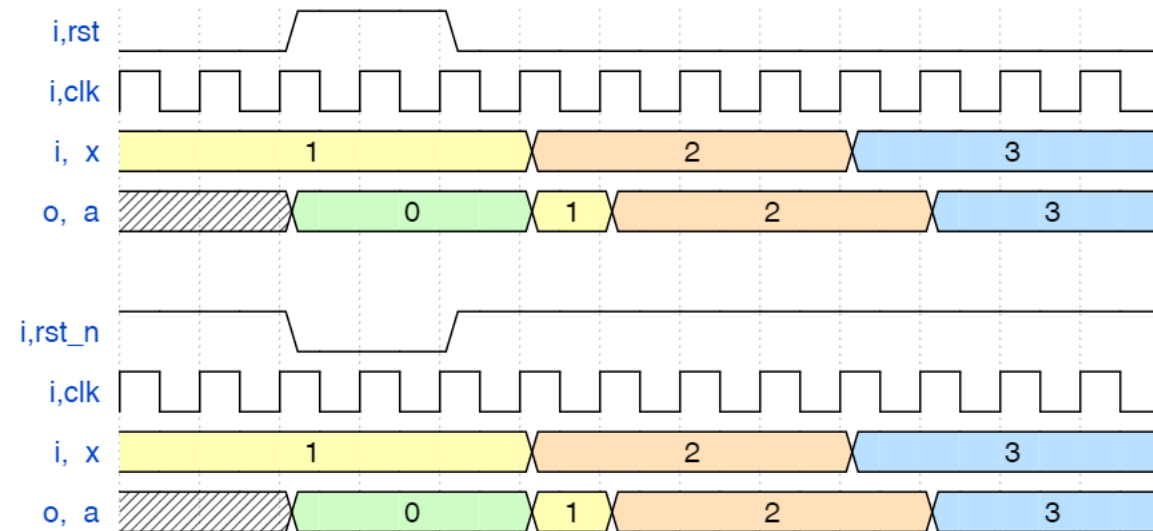 i,rst
i,clk
i, x 1 2 3
o, a 0 1 2 3
i,rst_n
i,clk
i, x 1 2 3
o, a 0 1 2 3